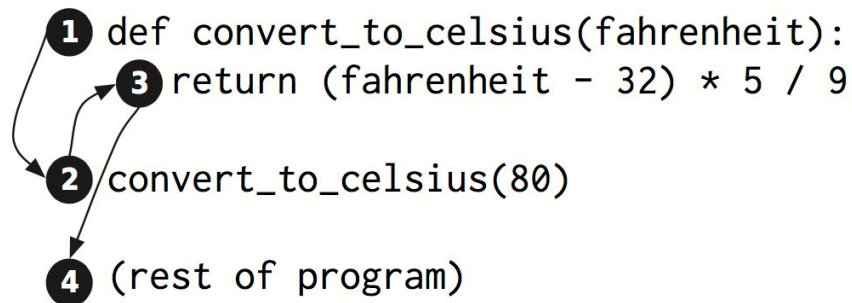 1 def convert_to_celsius(fahrenheit):
3 return (fahrenheit - 32) * 5 / 9
2 convert_to_celsius(80)
4 (rest of program)